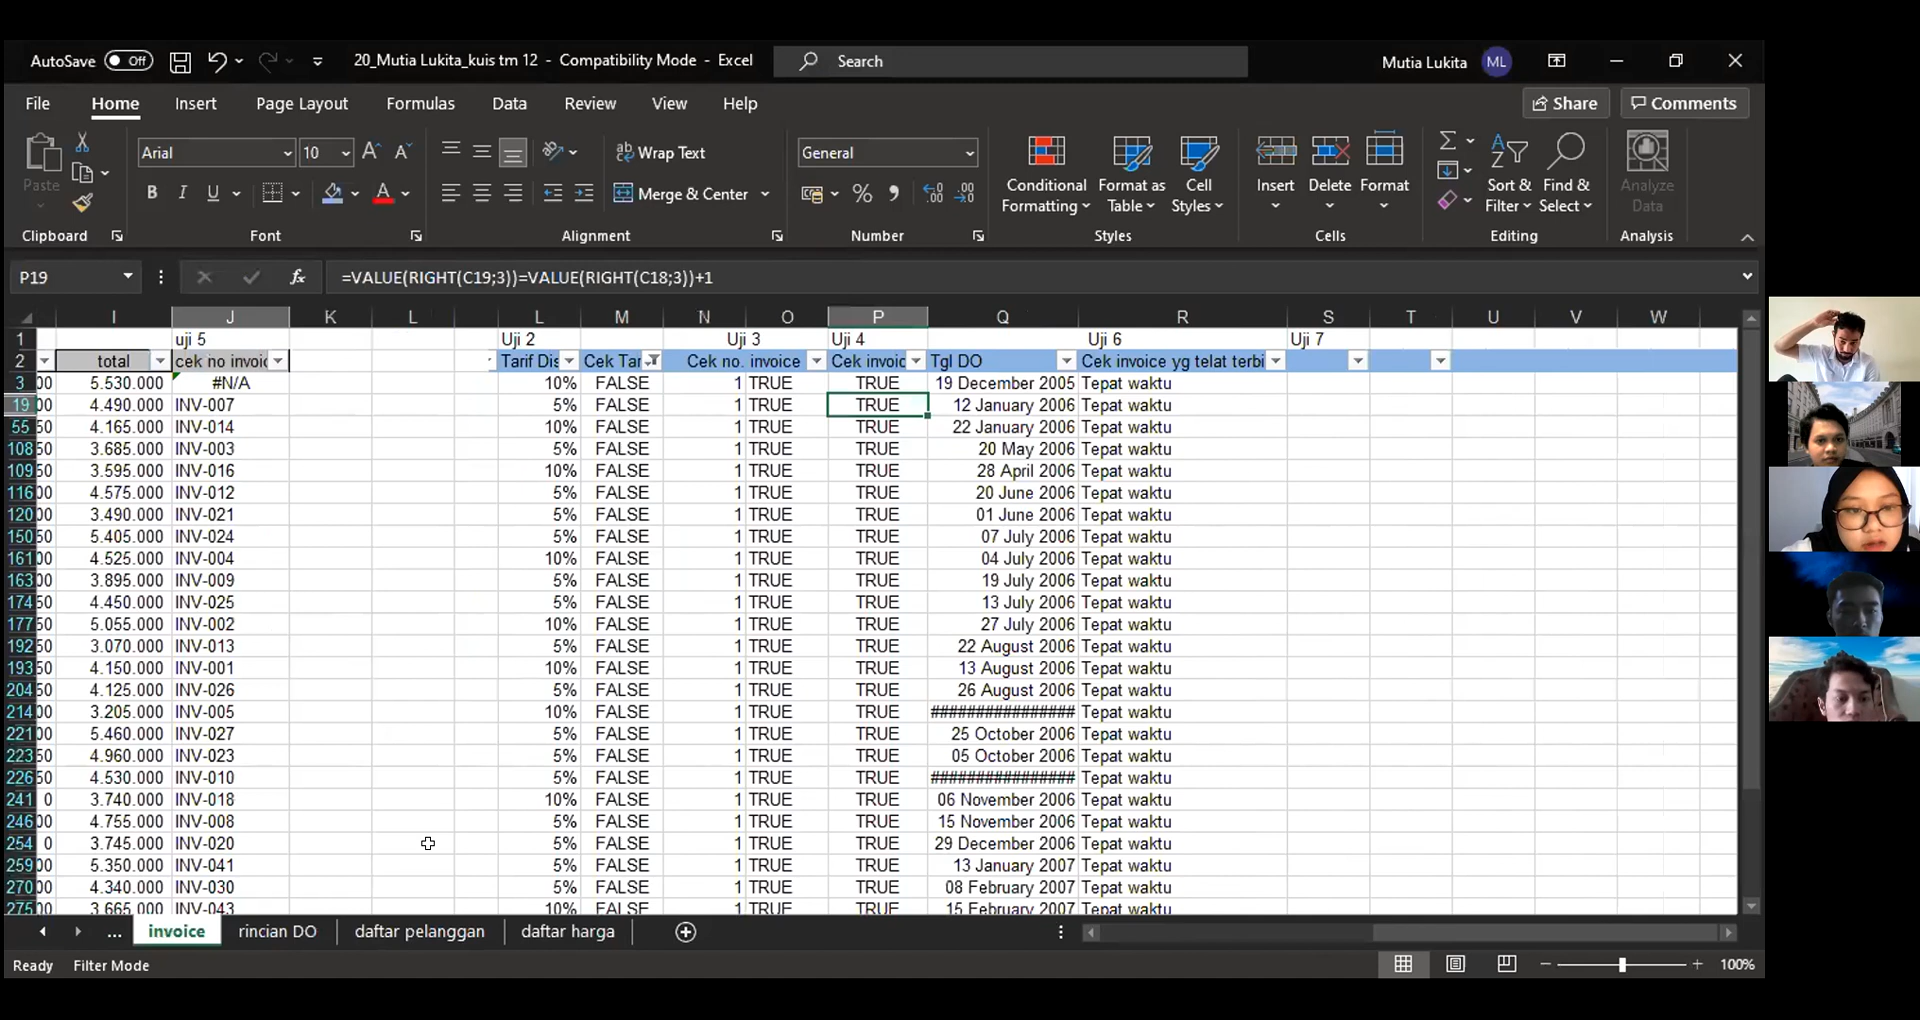 AutoSave Off 20_Mutia Lukita_kuis tm 12 - Compatibility Mode - Excel Search Mutia Lukita ML
File Home Insert Page Layout Formulas Data Review View Help Share Comments
Paste Arial 10 Wrap Text General Conditional Formatting Format as Table Cell Styles Insert Delete Format Sort & Filter Find & Select Analyze Data
Merge & Center
Clipboard Font Alignment Number Styles Cells Editing Analysis
P19 fx =VALUE(RIGHT(C19;3))=VALUE(RIGHT(C18;3))+1
I J K L L M N O P Q R S T U V W
1 uji 5 Uji 2 Uji 3 Uji 4 Uji 6 Uji 7
2 total cek no invoic Tarif Dis Cek Tar Cek no. invoice Cek invoic Tgl DO Cek invoice yg telat terbi
3 00 5.530.000 #N/A 10% FALSE 1 TRUE TRUE 19 December 2005 Tepat waktu
19 00 4.490.000 INV-007 5% FALSE 1 TRUE TRUE 12 January 2006 Tepat waktu
55 50 4.165.000 INV-014 10% FALSE 1 TRUE TRUE 22 January 2006 Tepat waktu
108 50 3.685.000 INV-003 5% FALSE 1 TRUE TRUE 20 May 2006 Tepat waktu
109 50 3.595.000 INV-016 10% FALSE 1 TRUE TRUE 28 April 2006 Tepat waktu
116 00 4.575.000 INV-012 5% FALSE 1 TRUE TRUE 20 June 2006 Tepat waktu
120 00 3.490.000 INV-021 5% FALSE 1 TRUE TRUE 01 June 2006 Tepat waktu
150 50 5.405.000 INV-024 5% FALSE 1 TRUE TRUE 07 July 2006 Tepat waktu
161 00 4.525.000 INV-004 10% FALSE 1 TRUE TRUE 04 July 2006 Tepat waktu
163 00 3.895.000 INV-009 5% FALSE 1 TRUE TRUE 19 July 2006 Tepat waktu
174 50 4.450.000 INV-025 5% FALSE 1 TRUE TRUE 13 July 2006 Tepat waktu
177 50 5.055.000 INV-002 10% FALSE 1 TRUE TRUE 27 July 2006 Tepat waktu
192 00 3.070.000 INV-013 5% FALSE 1 TRUE TRUE 22 August 2006 Tepat waktu
193 00 4.150.000 INV-001 10% FALSE 1 TRUE TRUE 13 August 2006 Tepat waktu
204 50 4.125.000 INV-026 5% FALSE 1 TRUE TRUE 26 August 2006 Tepat waktu
214 00 3.205.000 INV-005 10% FALSE 1 TRUE TRUE ################ Tepat waktu
221 00 5.460.000 INV-027 5% FALSE 1 TRUE TRUE 25 October 2006 Tepat waktu
223 50 4.960.000 INV-023 5% FALSE 1 TRUE TRUE 05 October 2006 Tepat waktu
226 50 4.530.000 INV-010 5% FALSE 1 TRUE TRUE ################ Tepat waktu
241 0 3.740.000 INV-018 10% FALSE 1 TRUE TRUE 06 November 2006 Tepat waktu
246 00 4.755.000 INV-008 5% FALSE 1 TRUE TRUE 15 November 2006 Tepat waktu
254 0 3.745.000 INV-020 5% FALSE 1 TRUE TRUE 29 December 2006 Tepat waktu
259 00 5.350.000 INV-041 5% FALSE 1 TRUE TRUE 13 January 2007 Tepat waktu
270 00 4.340.000 INV-030 5% FALSE 1 TRUE TRUE 08 February 2007 Tepat waktu
275 00 3.665.000 INV-043 10% FALSE 1 TRUE TRUE 15 February 2007 Tepat waktu
... invoice rincian DO daftar pelanggan daftar harga
Ready Filter Mode 100%